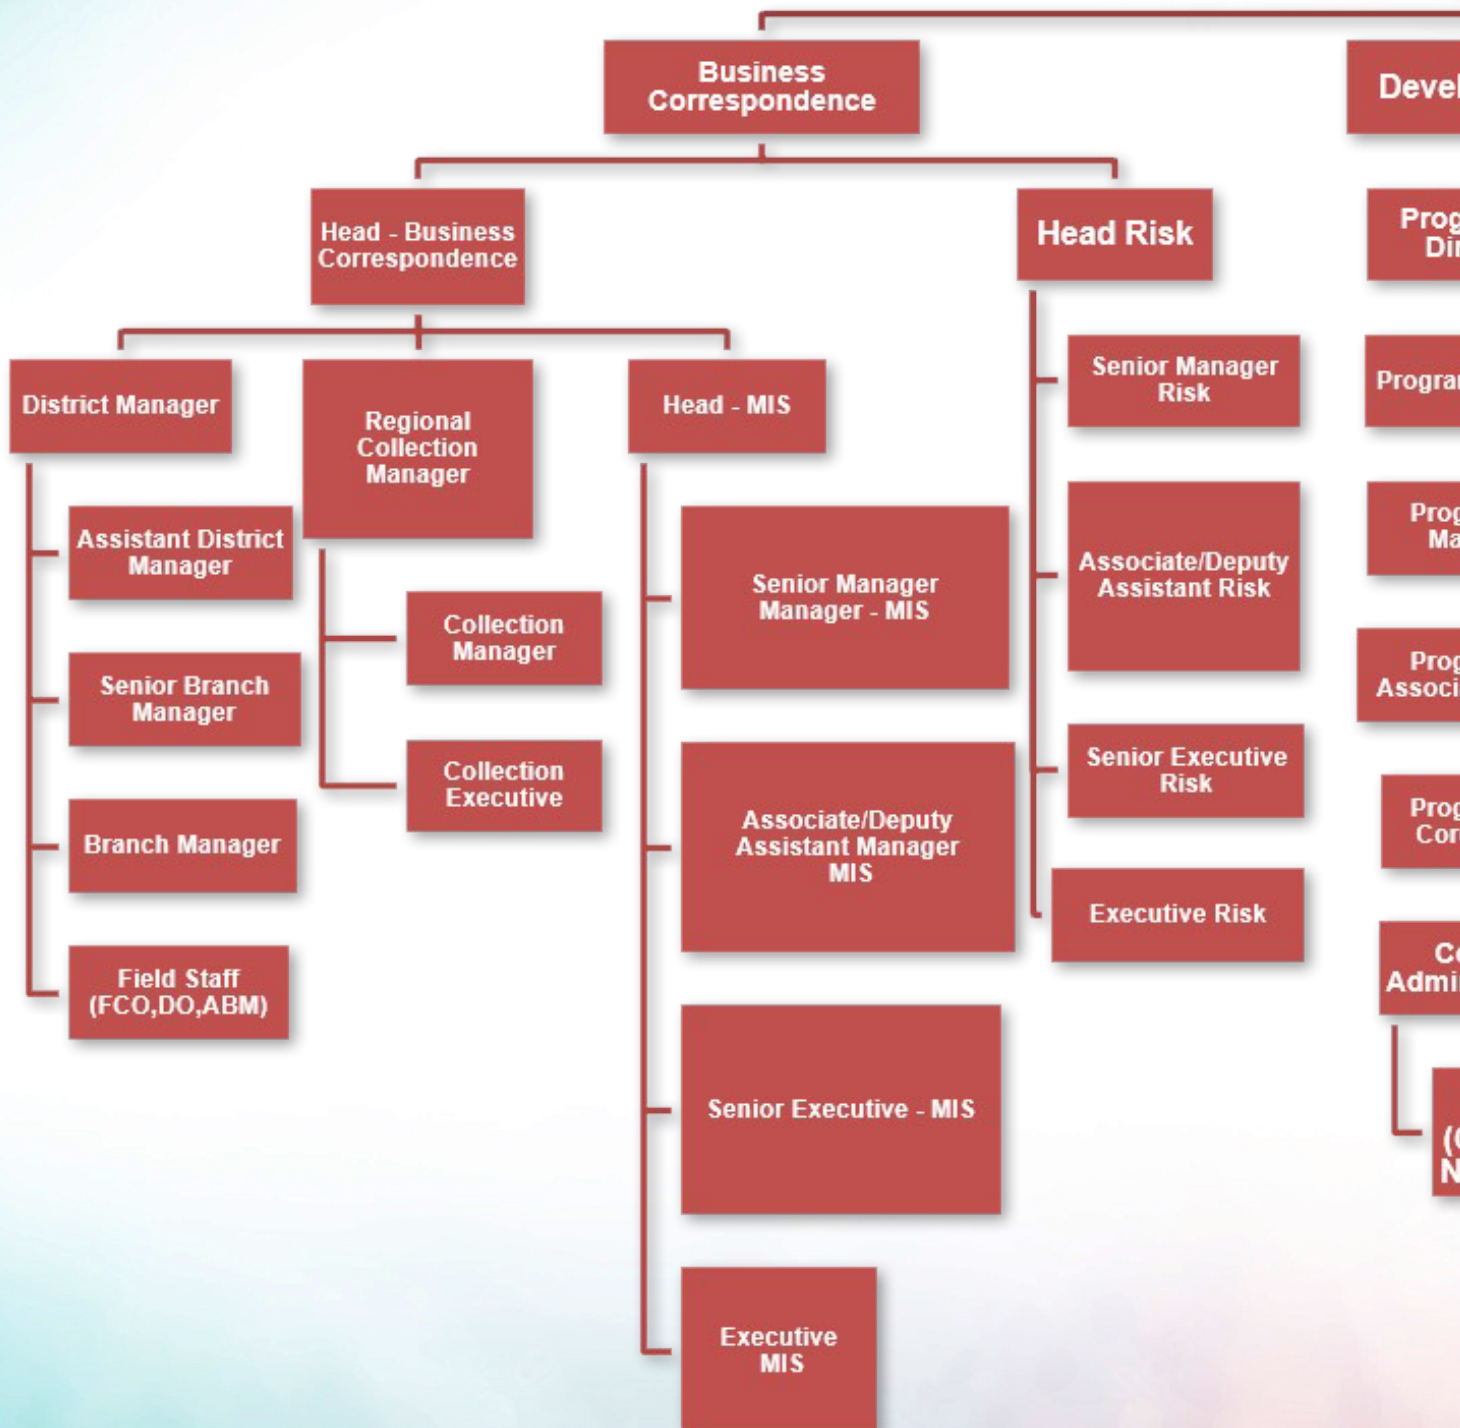 Business
Correspondence
Head - Business
Correspondence
District Manager
Assistant District
Manager
Senior Branch
Manager
Branch Manager
Field Staff
(FCO,DO,ABM)
Regional
Collection
Manager
Collection
Manager
Collection
Executive
Head - MIS
Senior Manager
Manager - MIS
Associate/Deputy
Assistant Manager
MIS
Senior Executive - MIS
Executive
MIS
Head Risk
Senior Manager
Risk
Associate/Deputy
Assistant Risk
Senior Executive
Risk
Executive Risk